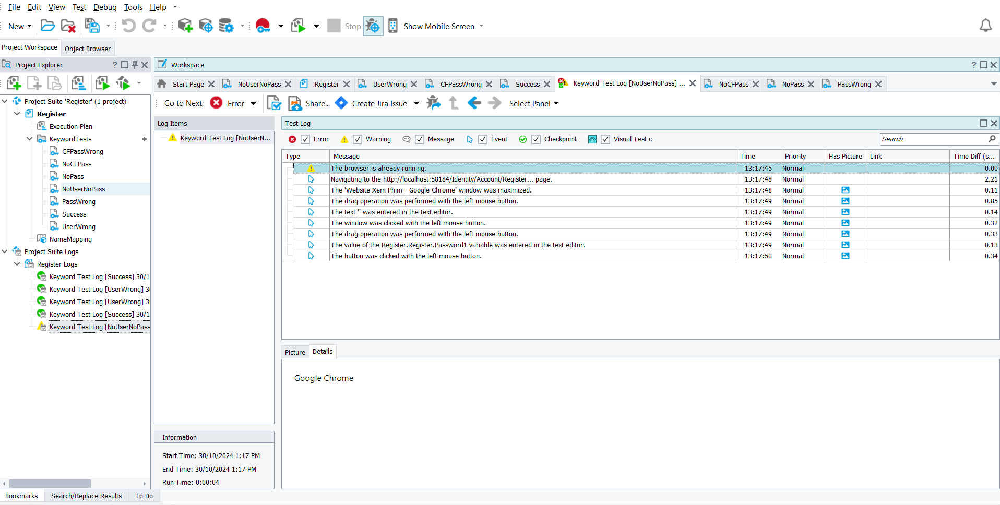 File Edit View Test Debug Tools Help
New Stop Show Mobile Screen
Project Workspace Object Browser
Project Explorer ?
Workspace ?
Start Page NoUserNoPass Register UserWrong CFPassWrong Success Keyword Test Log [NoUserNoPass] ... NoCFPass NoPass PassWrong
Go to Next: Error Share... Create Jira Issue Select Panel
Project Suite 'Register' (1 project)
Register
Execution Plan
KeywordTests
CFPassWrong
NoCFPass
NoPass
NoUserNoPass
PassWrong
Success
UserWrong
NameMapping
Project Suite Logs
Register Logs
Keyword Test Log [Success] 30/1
Keyword Test Log [UserWrong] 30
Keyword Test Log [UserWrong] 30
Keyword Test Log [Success] 30/1
Keyword Test Log [NoUserNoPass
Log Items
Keyword Test Log [NoUserN...
Test Log
Error Warning Message Event Checkpoint Visual Test c Search
Type Message Time Priority Has Picture Link Time Diff (s...
The browser is already running. 13:17:45 Normal 0.00
Navigating to the http://localhost:58184/Identity/Account/Register... page. 13:17:48 Normal 2.21
The 'Website Xem Phim - Google Chrome' window was maximized. 13:17:48 Normal 0.11
The drag operation was performed with the left mouse button. 13:17:49 Normal 0.85
The text '' was entered in the text editor. 13:17:49 Normal 0.14
The window was clicked with the left mouse button. 13:17:49 Normal 0.32
The drag operation was performed with the left mouse button. 13:17:49 Normal 0.33
The value of the Register.Register.Password1 variable was entered in the text editor. 13:17:49 Normal 0.13
The button was clicked with the left mouse button. 13:17:50 Normal 0.34
Picture Details
Google Chrome
Information
Start Time: 30/10/2024 1:17 PM
End Time: 30/10/2024 1:17 PM
Run Time: 0:00:04
Bookmarks Search/Replace Results To Do